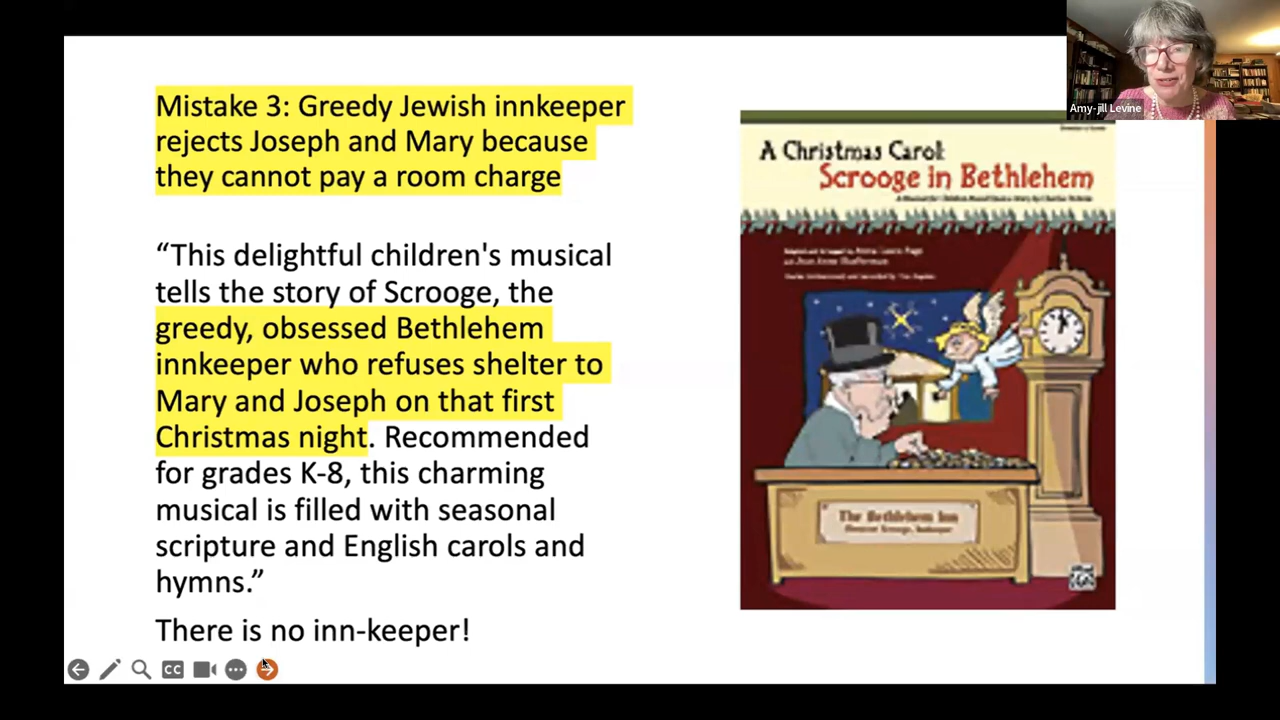 Amy-jill Levine
Mistake 3: Greedy Jewish innkeeper
rejects Joseph and Mary because
they cannot pay a room charge
“This delightful children's musical
tells the story of Scrooge, the
greedy, obsessed Bethlehem
innkeeper who refuses shelter to
Mary and Joseph on that first
Christmas night. Recommended
for grades K-8, this charming
musical is filled with seasonal
scripture and English carols and
hymns.”
There is no inn-keeper!
A Christmas Carol:
Scrooge in Bethlehem
The Bethlehem Inn
CC